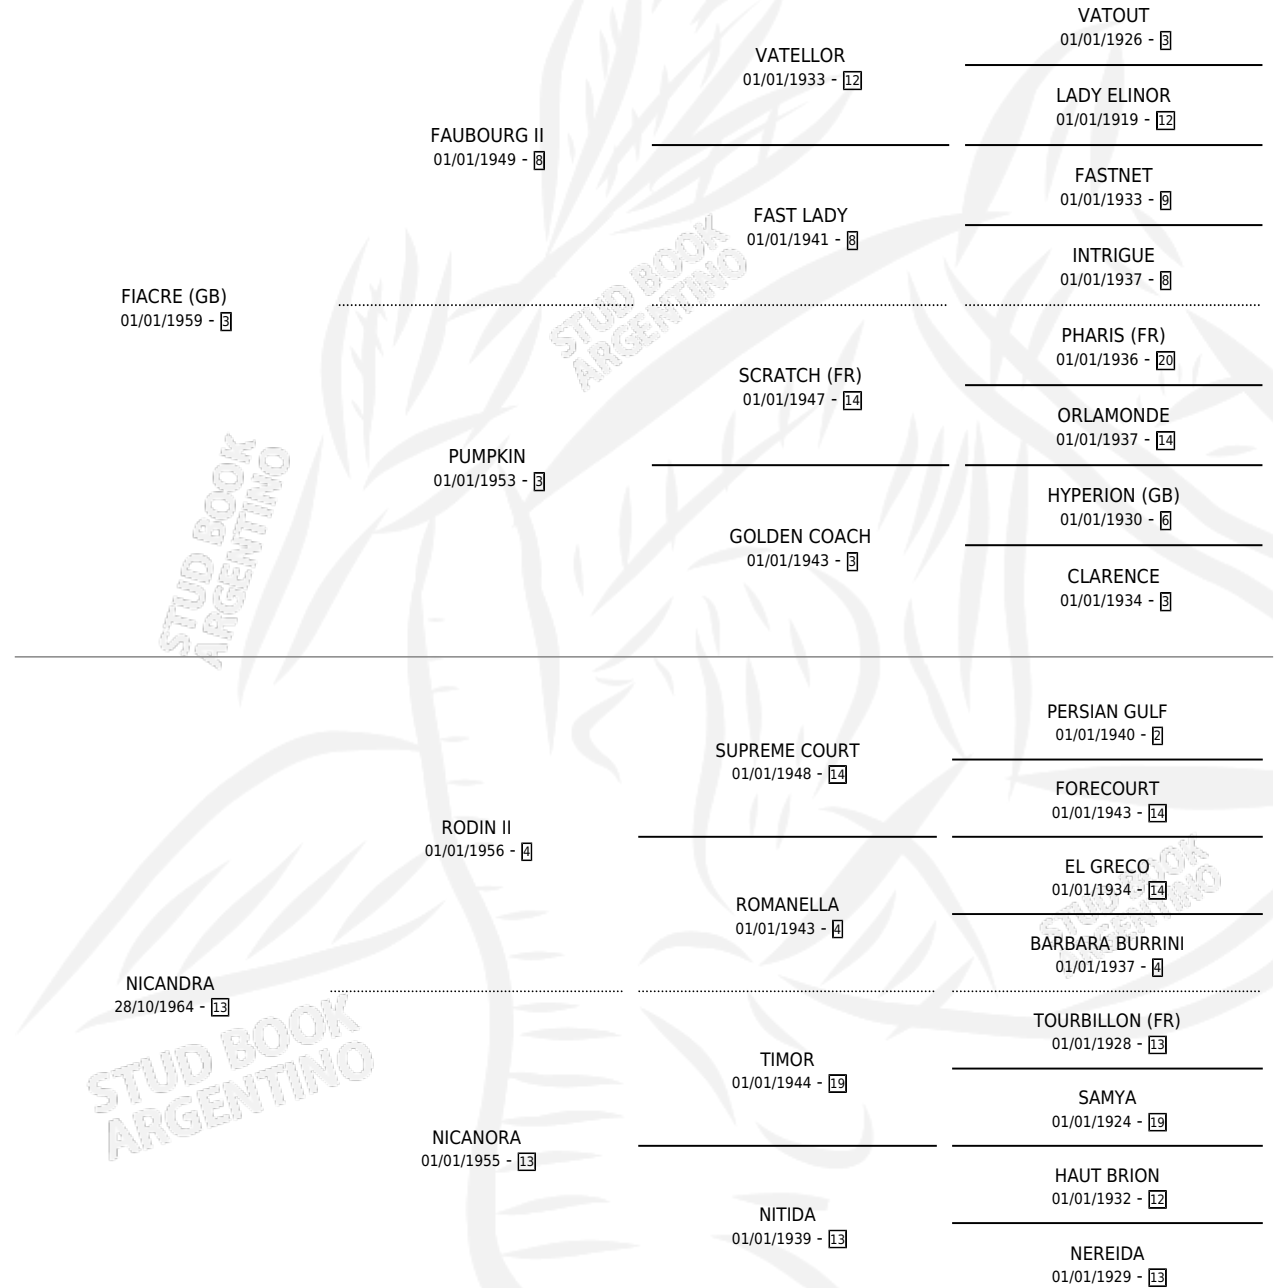 VATOUT
01/01/1926 - 3
VATELLOR
01/01/1933 - 12
LADY ELINOR
01/01/1919 - 12
FAUBOURG II
01/01/1949 - 8
FASTNET
01/01/1933 - 9
FAST LADY
01/01/1941 - 8
INTRIGUE
01/01/1937 - 8
FIACRE (GB)
01/01/1959 - 3
STUD BOOK
ARGENTINO
PHARIS (FR)
01/01/1936 - 20
SCRATCH (FR)
01/01/1947 - 14
ORLAMONDE
01/01/1937 - 14
PUMPKIN
01/01/1953 - 3
HYPERION (GB)
01/01/1930 - 6
GOLDEN COACH
01/01/1943 - 3
CLARENCE
01/01/1934 - 3
STUD BOOK
ARGENTINO
PERSIAN GULF
01/01/1940 - 2
SUPREME COURT
01/01/1948 - 14
FORECOURT
01/01/1943 - 14
RODIN II
01/01/1956 - 4
EL GRECO
01/01/1934 - 14
ROMANELLA
01/01/1943 - 4
BARBARA BURRINI
01/01/1937 - 4
STUD BOOK
ARGENTINO
NICANDRA
28/10/1964 - 13
TOURBILLON (FR)
01/01/1928 - 13
TIMOR
01/01/1944 - 19
SAMYA
01/01/1924 - 19
STUD BOOK
ARGENTINO
NICANORA
01/01/1955 - 13
HAUT BRION
01/01/1932 - 12
NITIDA
01/01/1939 - 13
NEREIDA
01/01/1929 - 13